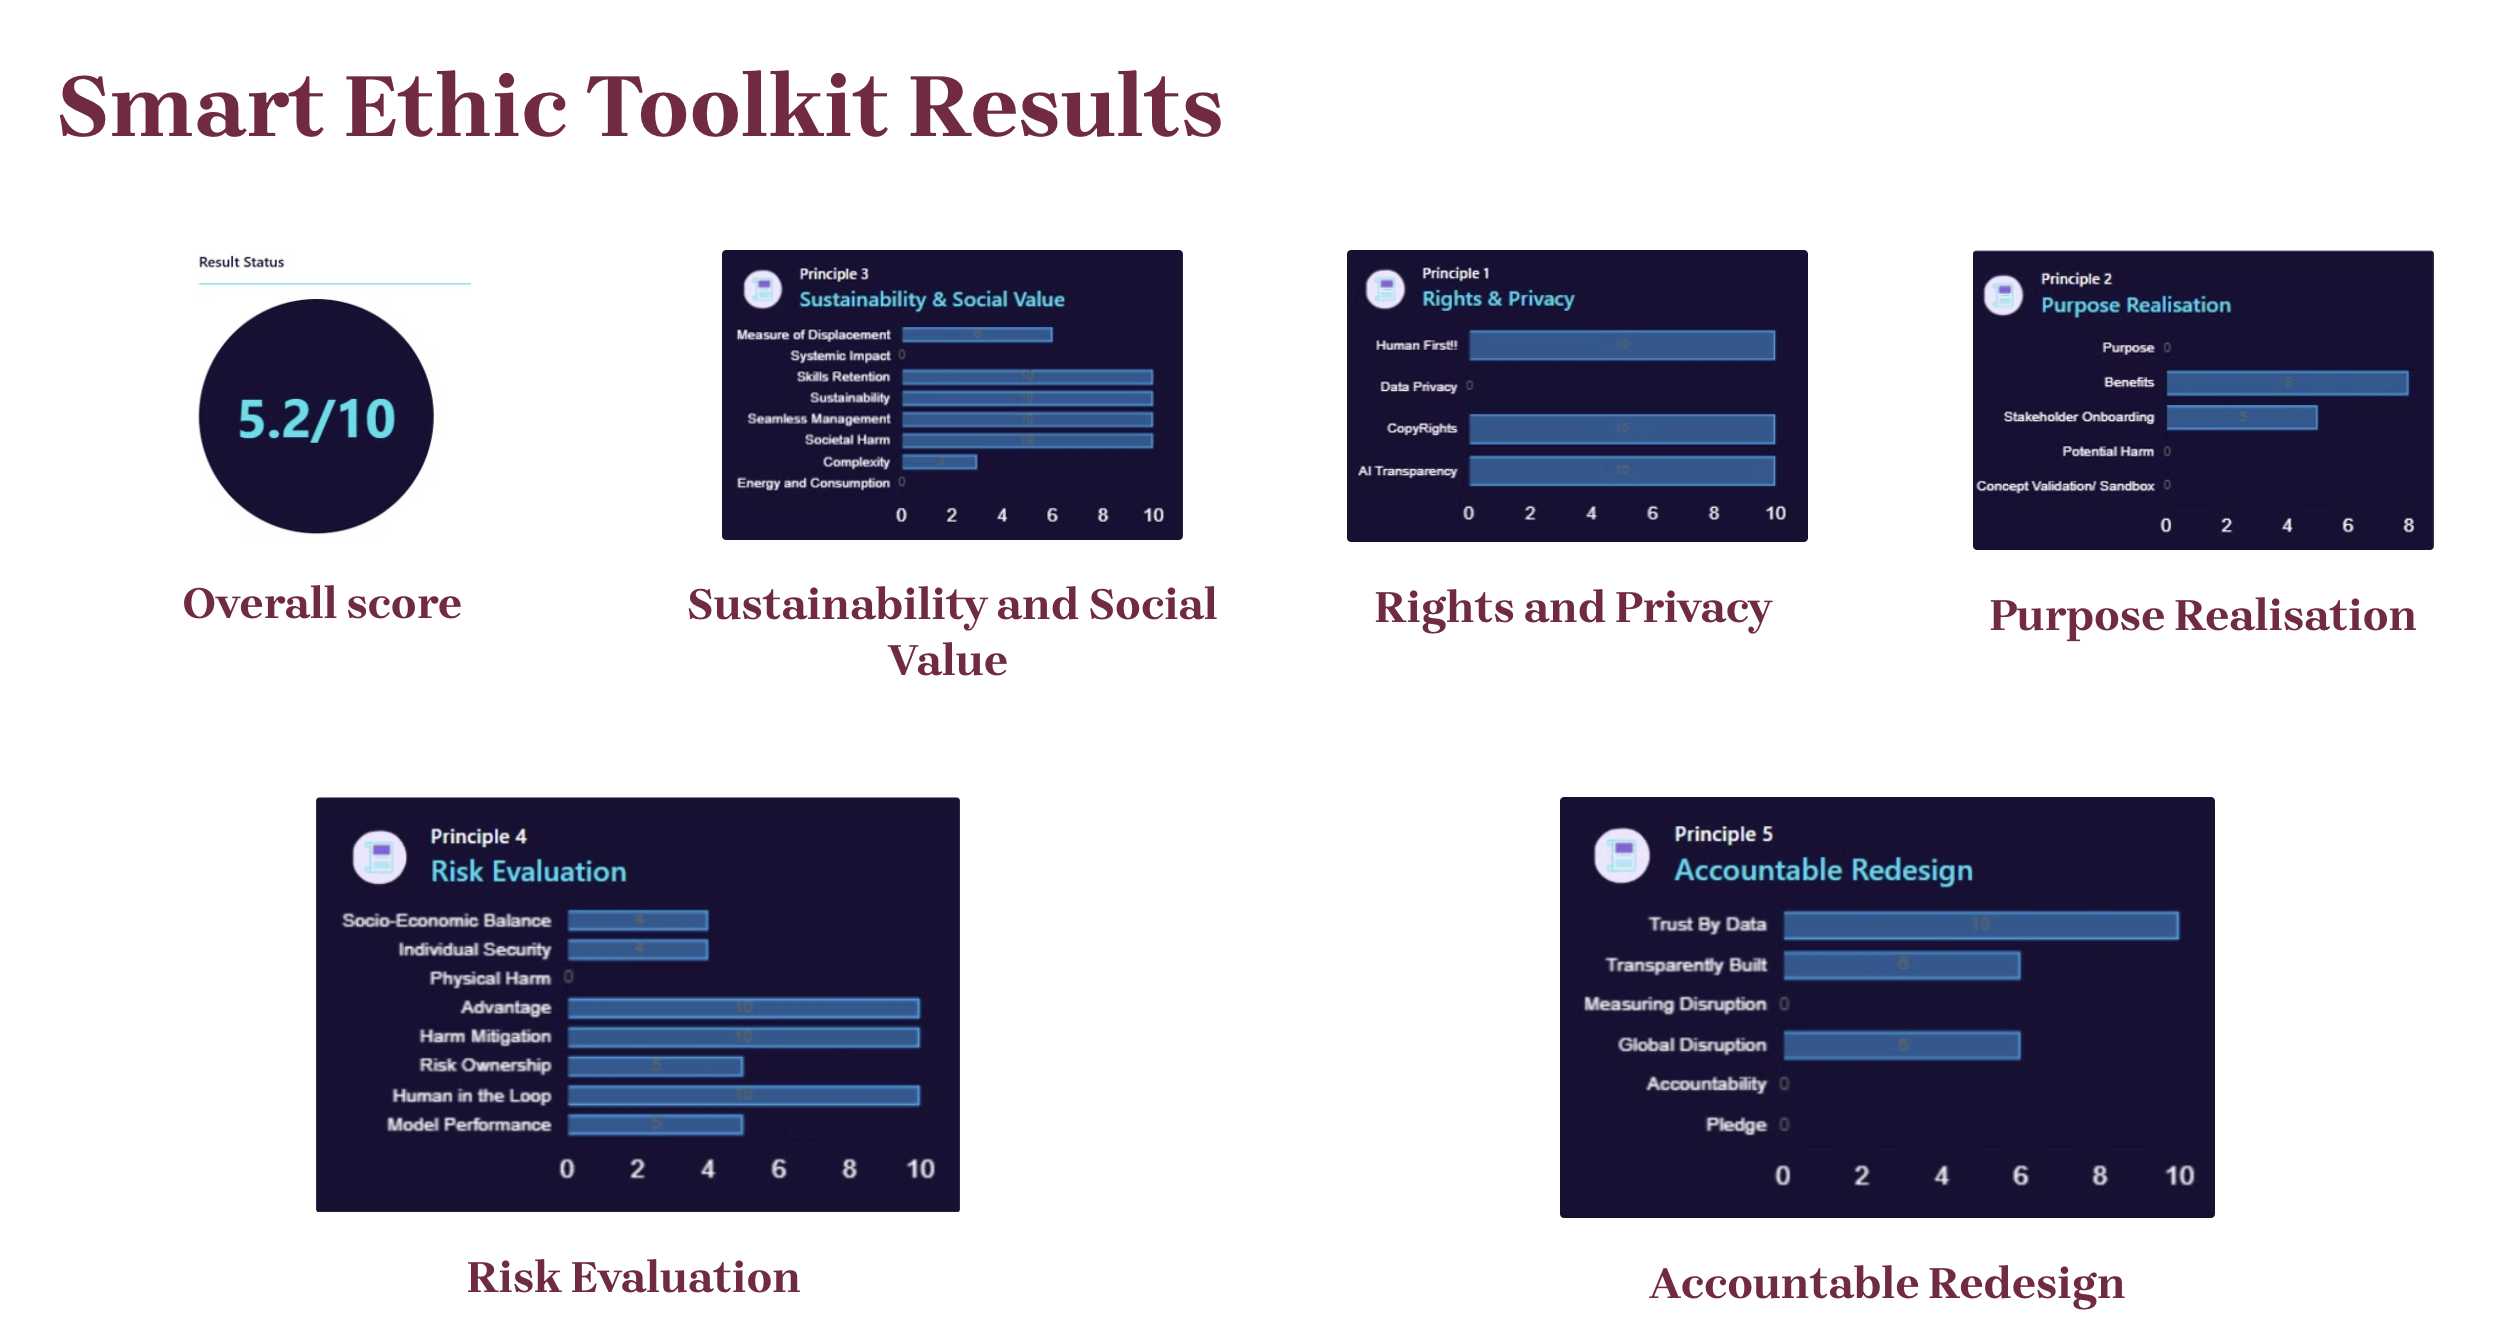 Smart Ethic Toolkit Results
Result Status
5.2/10
Overall score
Principle 3
Sustainability & Social Value
Measure of Displacement 6
Systemic Impact 0
Skills Retention 10
Sustainability 10
Seamless Management 10
Societal Harm 10
Complexity 3
Energy and Consumption 0
0 2 4 6 8 10
Sustainability and Social
Value
Principle 1
Rights & Privacy
Human First!! 10
Data Privacy 0
CopyRights 10
AI Transparency 10
0 2 4 6 8 10
Rights and Privacy
Principle 2
Purpose Realisation
Purpose 0
Benefits 8
Stakeholder Onboarding 5
Potential Harm 0
Concept Validation/ Sandbox 0
0 2 4 6 8
Purpose Realisation
Principle 4
Risk Evaluation
Socio-Economic Balance 4
Individual Security 4
Physical Harm 0
Advantage 10
Harm Mitigation 10
Risk Ownership 5
Human in the Loop 10
Model Performance 5
0 2 4 6 8 10
Risk Evaluation
Principle 5
Accountable Redesign
Trust By Data 10
Transparently Built 6
Measuring Disruption 0
Global Disruption 6
Accountability 0
Pledge 0
0 2 4 6 8 10
Accountable Redesign